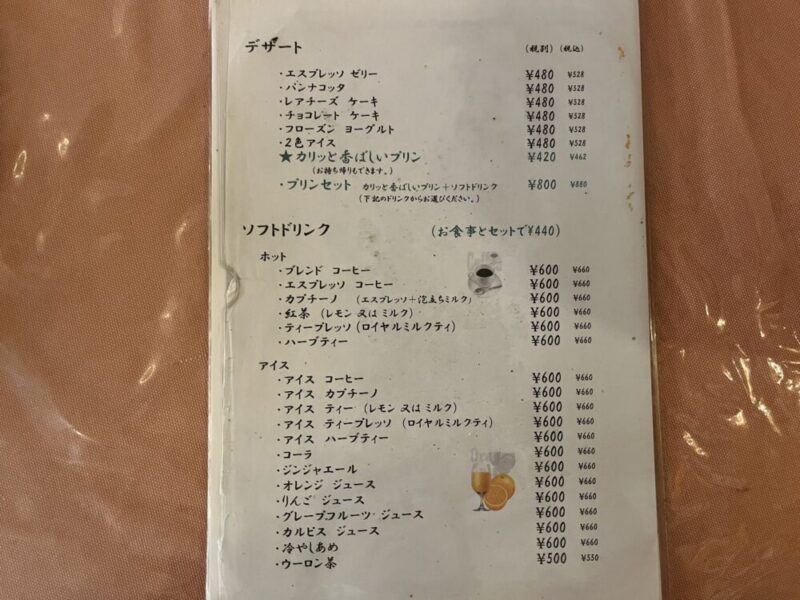 デザート (税別) (税込)
・エスプレッソ ゼリー ¥480 ¥528
・パンナコッタ ¥480 ¥528
・レアチーズ ケーキ ¥480 ¥528
・チョコレート ケーキ ¥480 ¥528
・フローズン ヨーグルト ¥480 ¥528
・2色アイス ¥480 ¥528
★カリッと香ばしいプリン ¥420 ¥462
(お持ち帰りもできます。)
・プリンセット カリッと香ばしいプリン+ソフトドリンク ¥800 ¥880
(下記のドリンクからお選びください。)
ソフトドリンク (お食事とセットで¥440)
ホット
・ブレンド コーヒー ¥600 ¥660
・エスプレッソ コーヒー ¥600 ¥660
・カプチーノ (エスプレッソ+泡立ちミルク) ¥600 ¥660
・紅茶 (レモン 又は ミルク) ¥600 ¥660
・ティープレッソ (ロイヤルミルクティ) ¥600 ¥660
・ハーブティー ¥600 ¥660
アイス
・アイス コーヒー ¥600 ¥660
・アイス カプチーノ ¥600 ¥660
・アイス ティー (レモン 又は ミルク) ¥600 ¥660
・アイス ティープレッソ (ロイヤルミルクティ) ¥600 ¥660
・アイス ハーブティー ¥600 ¥660
・コーラ ¥600 ¥660
・ジンジャエール ¥600 ¥660
・オレンジ ジュース ¥600 ¥660
・りんご ジュース ¥600 ¥660
・グレープフルーツ ジュース ¥600 ¥660
・カルピス ジュース ¥600 ¥660
・冷やしあめ ¥600 ¥660
・ウーロン茶 ¥500 ¥550